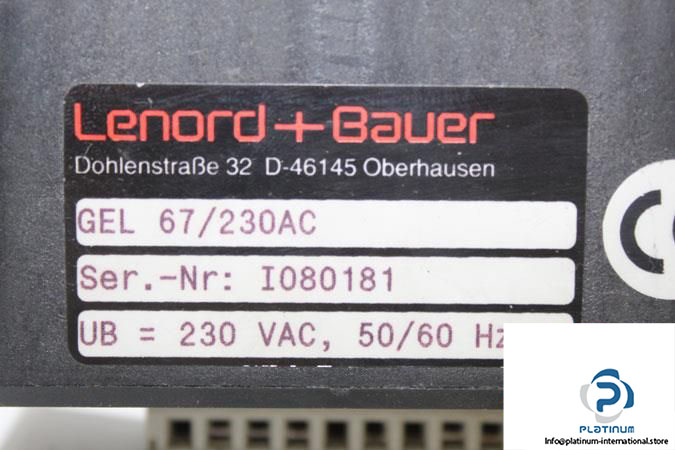 Lenord+Bauer
Dohlenstraße 32 D-46145 Oberhausen
GEL 67/230AC
Ser.-Nr: I080181
UB = 230 VAC, 50/60 Hz
PLATINUM
Info@platinum-international.store